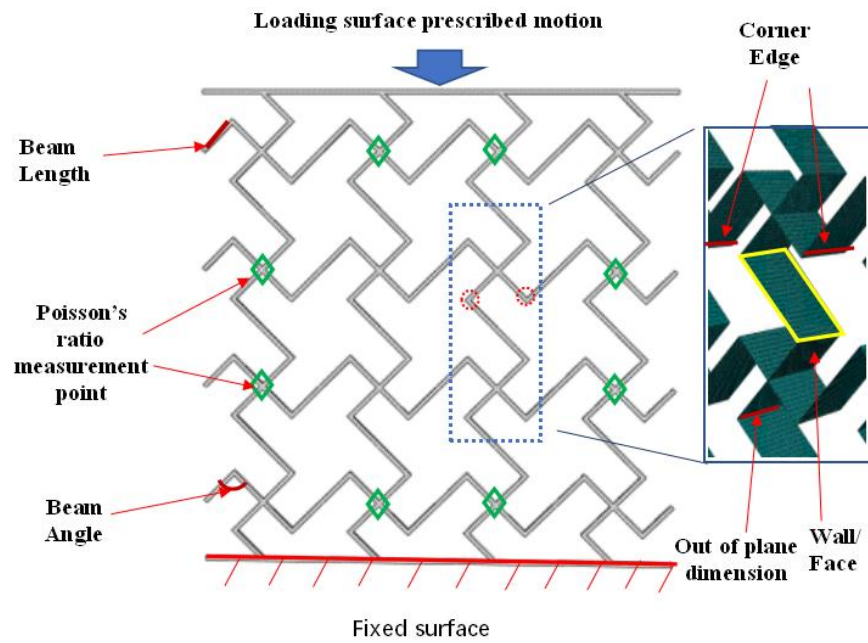 Loading surface prescribed motion
Corner
Edge
Beam
Length
Poisson's
ratio
measurement
point
Beam
Angle
Out of plane
dimension
Wall/
Face
Fixed surface